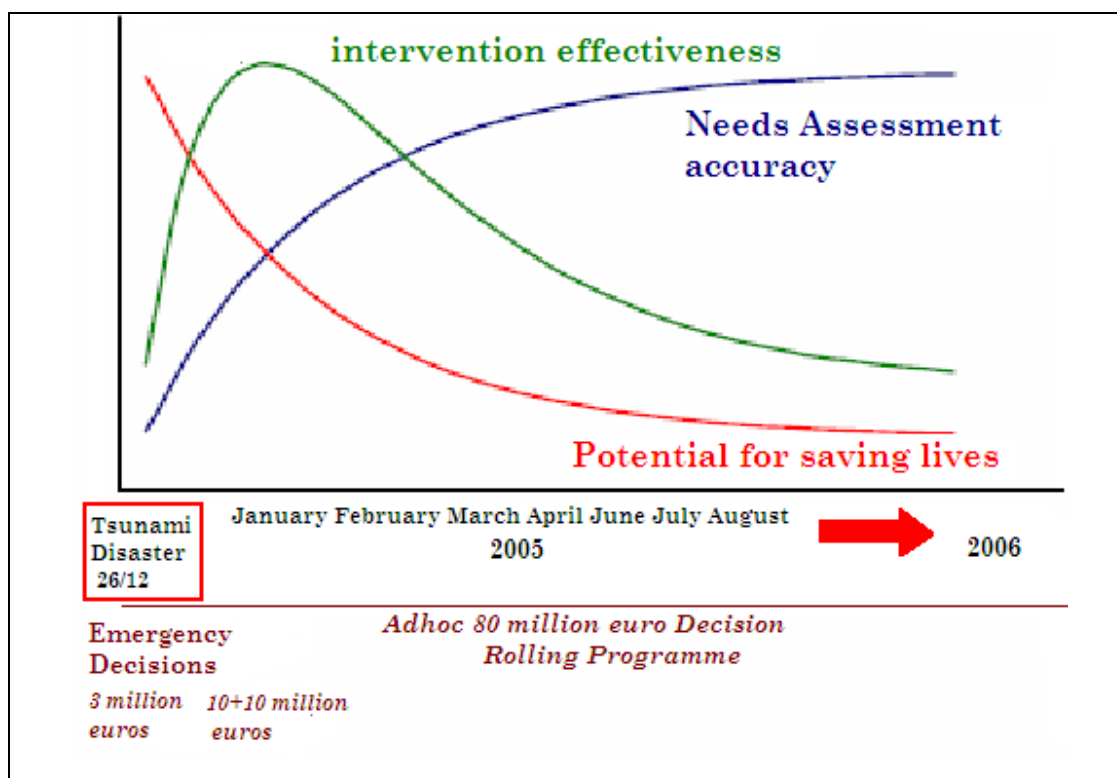 intervention effectiveness
Needs Assessment
accuracy
Potential for saving lives
Tsunami
Disaster
26/12
January February March April June July August
2005
2006
Emergency
Decisions
3 million
euros
10+10 million
euros
Adhoc 80 million euro Decision
Rolling Programme